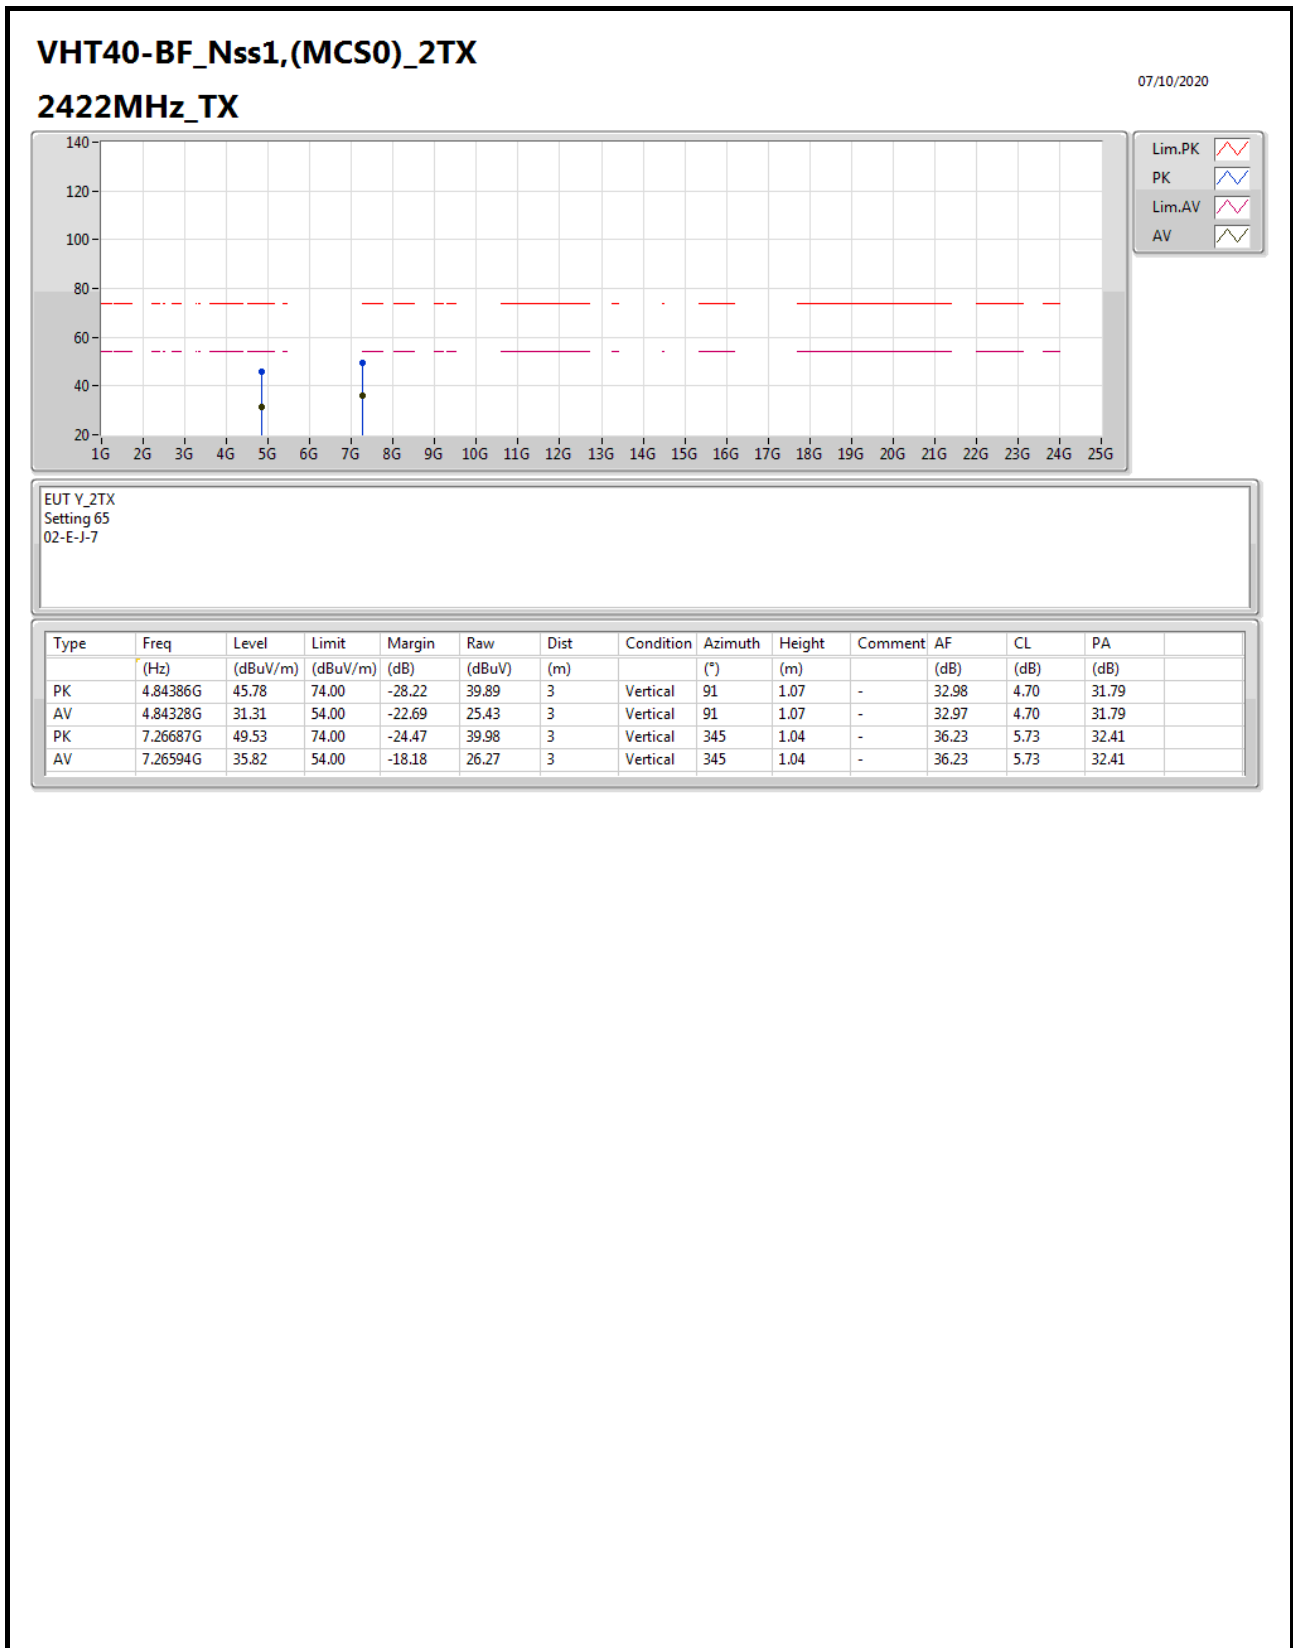 VHT40-BF_Nss1,(MCS0)_2TX
07/10/2020
2422MHz_TX
140
120
100
80
60
40
20
1G 2G 3G 4G 5G 6G 7G 8G 9G 10G 11G 12G 13G 14G 15G 16G 17G 18G 19G 20G 21G 22G 23G 24G 25G
Lim.PK
PK
Lim.AV
AV
EUT Y_2TX
Setting 65
02-E-J-7
Type Freq Level Limit Margin Raw Dist Condition Azimuth Height Comment AF CL PA
(Hz) (dBuV/m) (dBuV/m) (dB) (dBuV) (m) (°) (m) (dB) (dB) (dB)
PK 4.84386G 45.78 74.00 -28.22 39.89 3 Vertical 91 1.07 - 32.98 4.70 31.79
AV 4.84328G 31.31 54.00 -22.69 25.43 3 Vertical 91 1.07 - 32.97 4.70 31.79
PK 7.26687G 49.53 74.00 -24.47 39.98 3 Vertical 345 1.04 - 36.23 5.73 32.41
AV 7.26594G 35.82 54.00 -18.18 26.27 3 Vertical 345 1.04 - 36.23 5.73 32.41